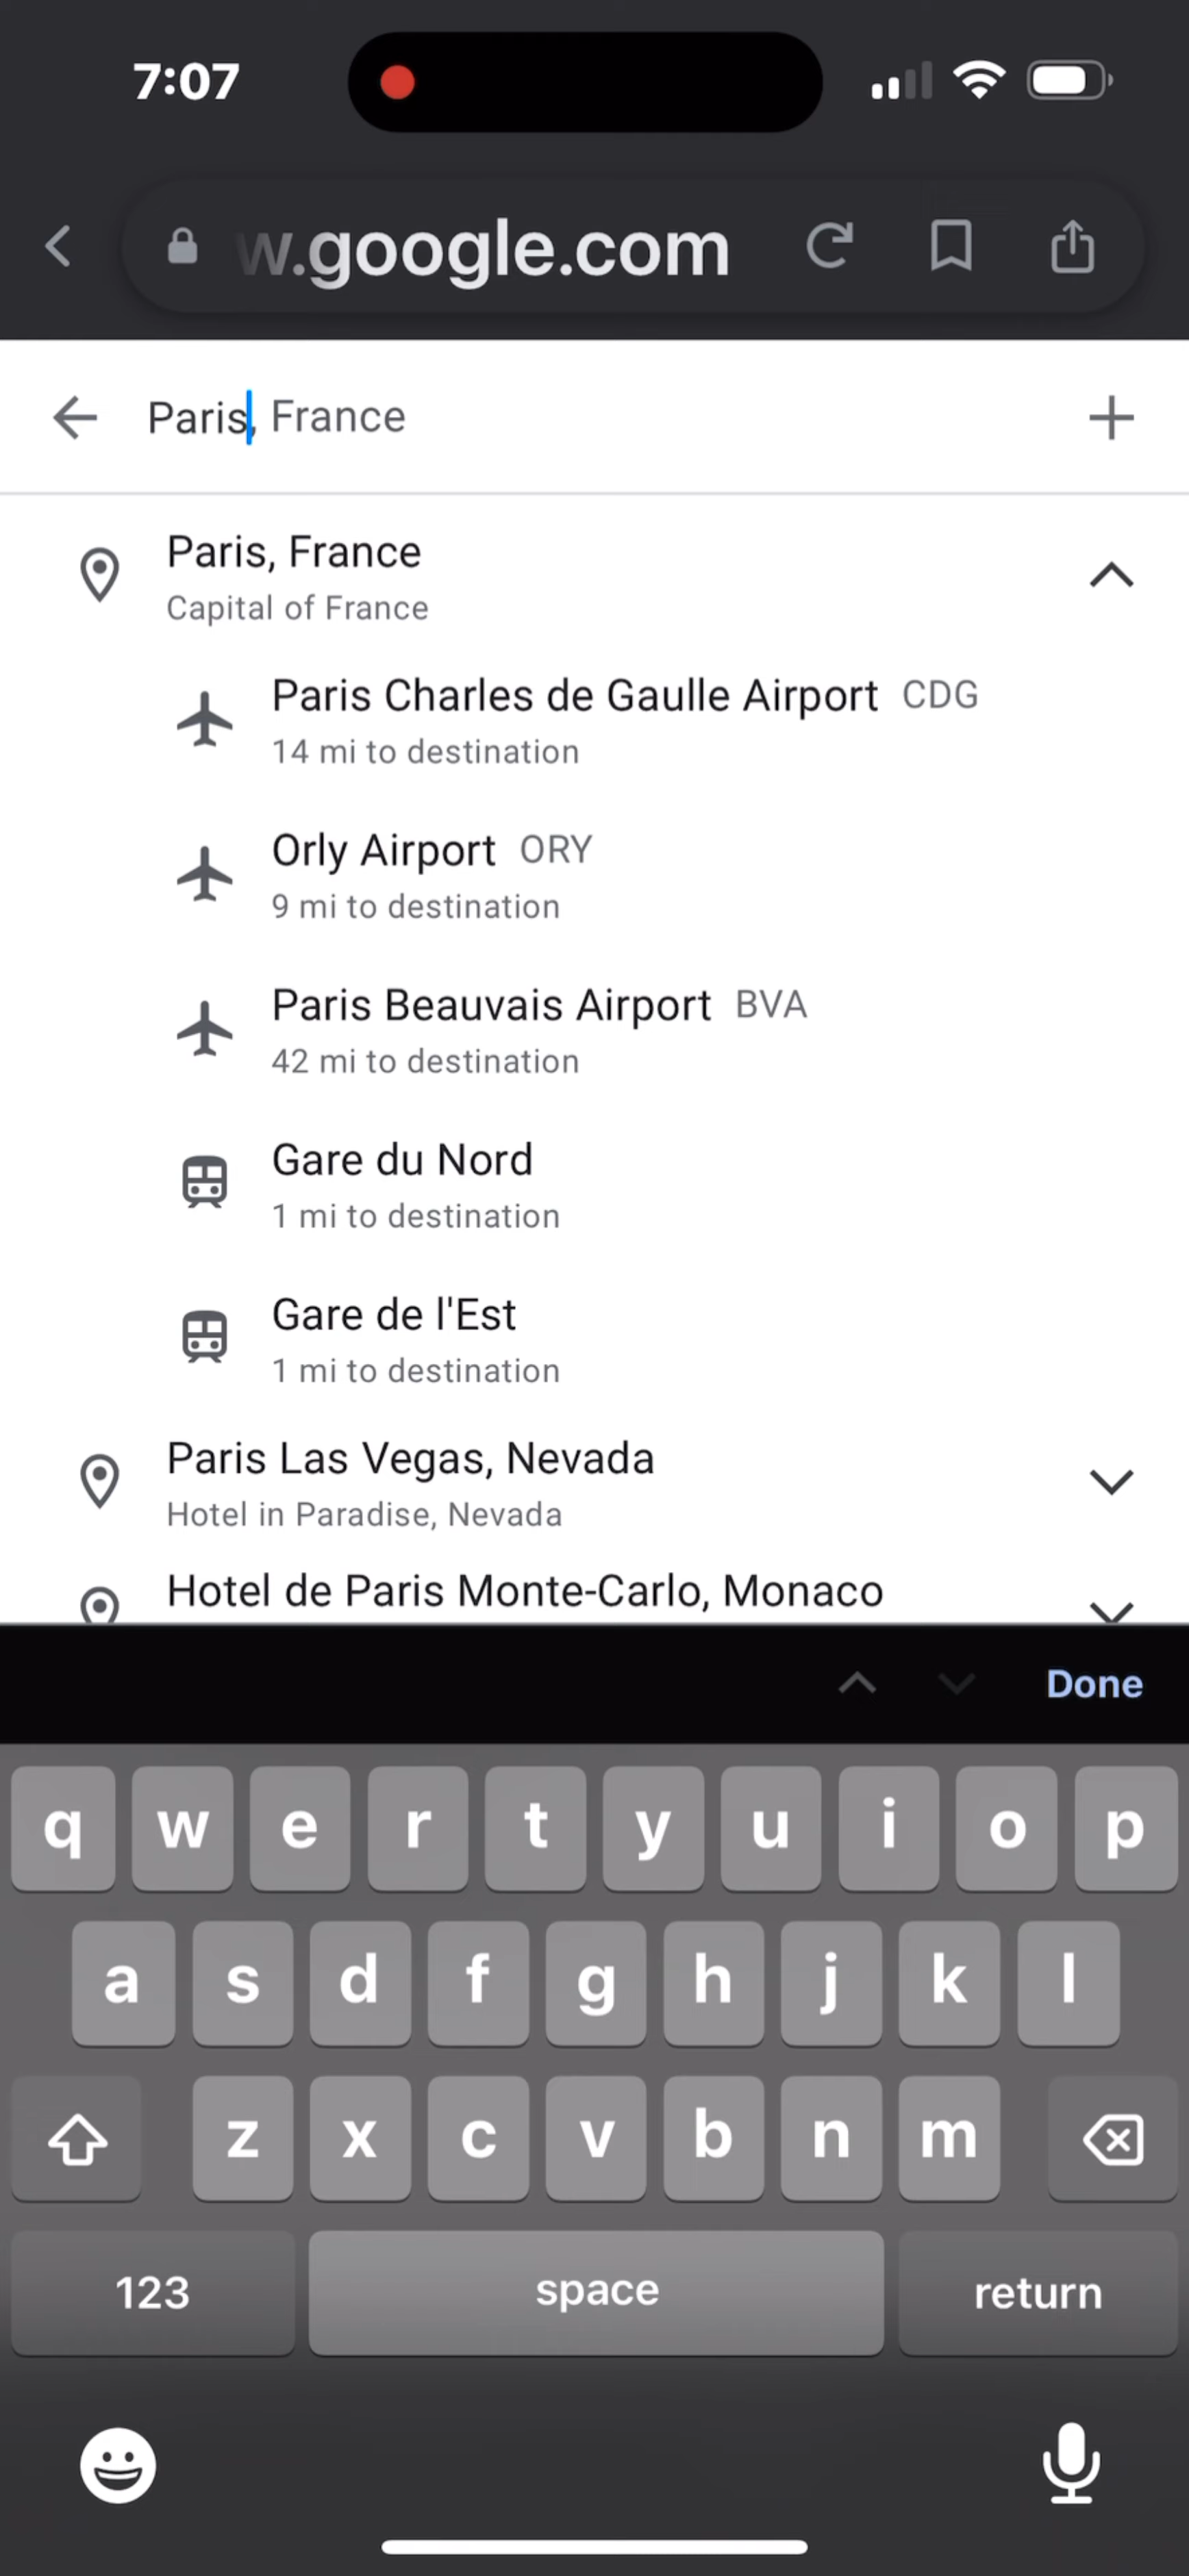 7:07
w.google.com
Paris, France
Paris, France
Capital of France
Paris Charles de Gaulle Airport CDG
14 mi to destination
Orly Airport ORY
9 mi to destination
Paris Beauvais Airport BVA
42 mi to destination
Gare du Nord
1 mi to destination
Gare de l'Est
1 mi to destination
Paris Las Vegas, Nevada
Hotel in Paradise, Nevada
Hotel de Paris Monte-Carlo, Monaco
Done
q w e r t y u i o p
a s d f g h j k l
z x c v b n m
123 space return